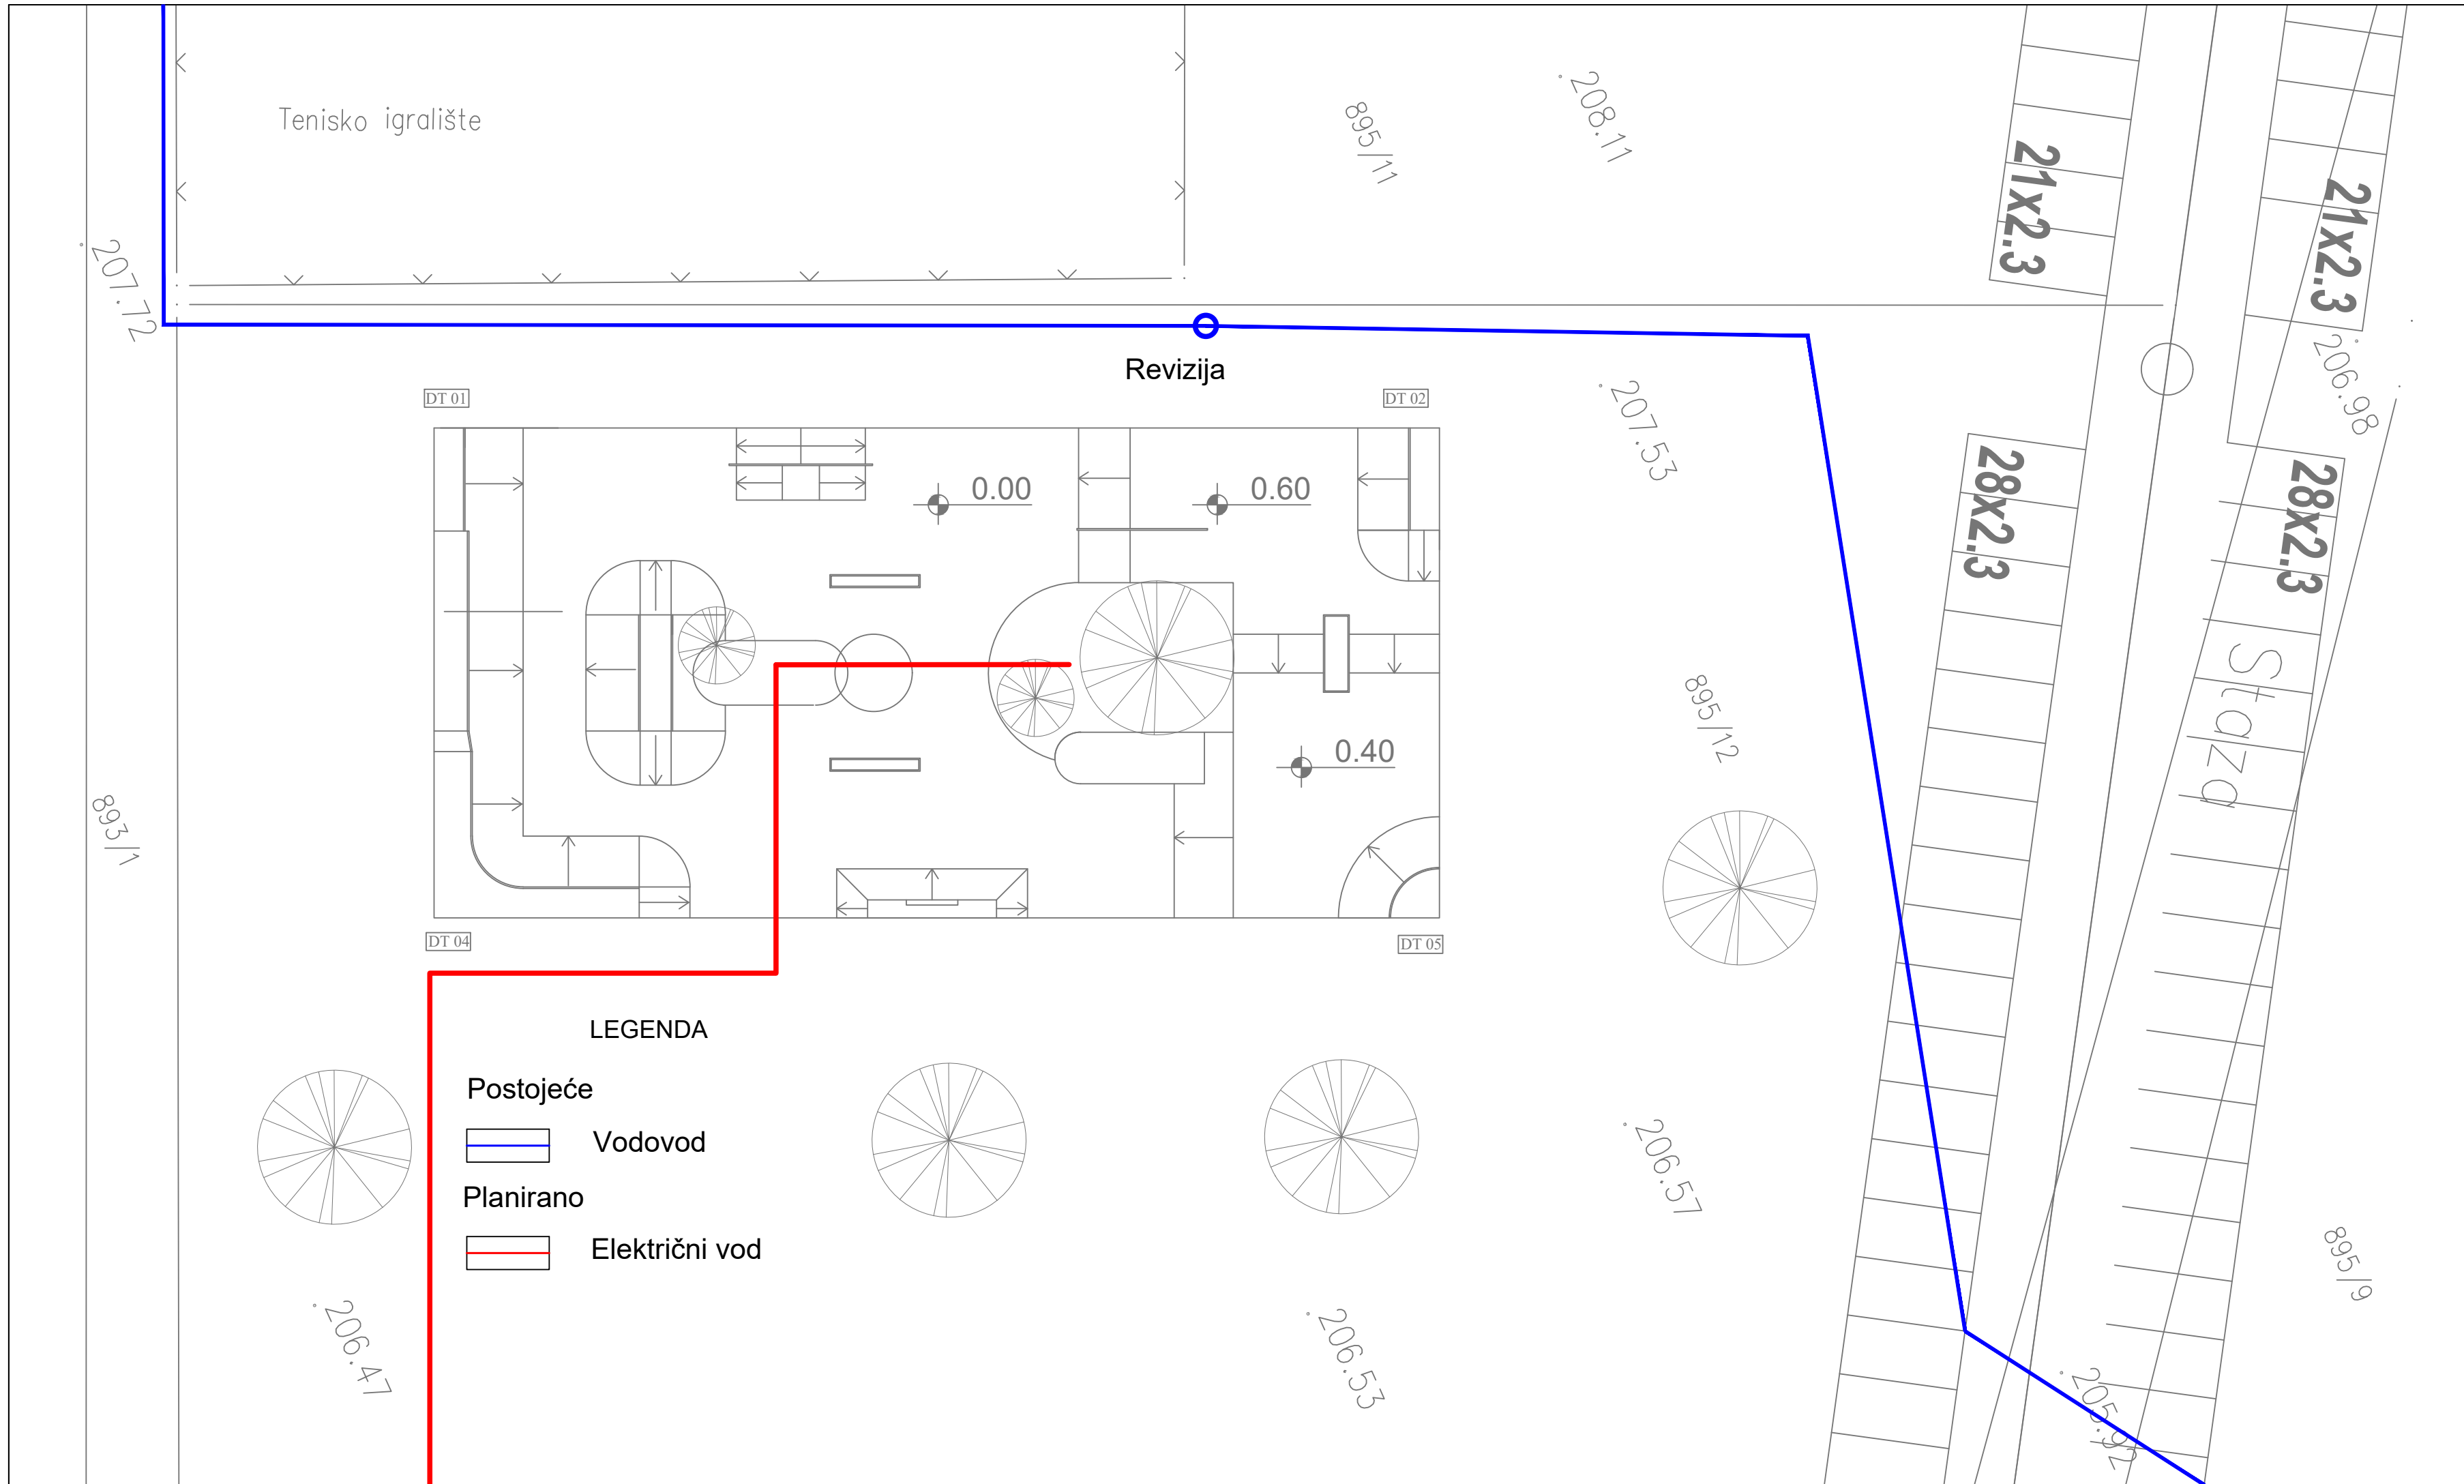 Tenisko igralište
895/11
208.11
21x2.3
21x2.3
207.72
Revizija
206.98
DT 01
DT 02
207.53
0.00
0.60
28x2.3
28x2.3
Staza
895/12
0.40
893/1
DT 04
DT 05
LEGENDA
Postojeće
Vodovod
Planirano
Električni vod
206.57
895/9
206.47
206.53
205.92